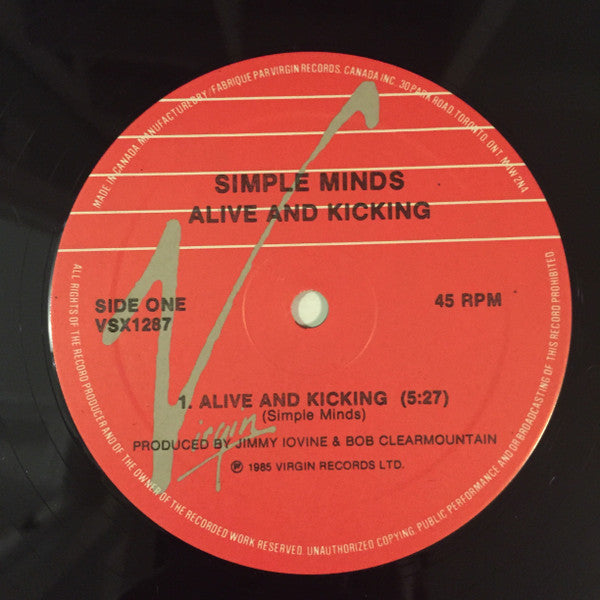 MADE IN CANADA. MANUFACTURED BY / FABRIQUE PAR VIRGIN RECORDS, CANADA INC. 30 PARK ROAD, TORONTO, ONT. M4W 2N4
SIMPLE MINDS
ALIVE AND KICKING
SIDE ONE
45 RPM
VSX1287
1. ALIVE AND KICKING (5:27)
(Simple Minds)
Virgin
PRODUCED BY JIMMY IOVINE & BOB CLEARMOUNTAIN
℗ 1985 VIRGIN RECORDS LTD.
ALL RIGHTS OF THE RECORD PRODUCER AND OF THE OWNER OF THE RECORDED WORK RESERVED. UNAUTHORIZED COPYING, PUBLIC PERFORMANCE AND/OR BROADCASTING OF THIS RECORD PROHIBITED